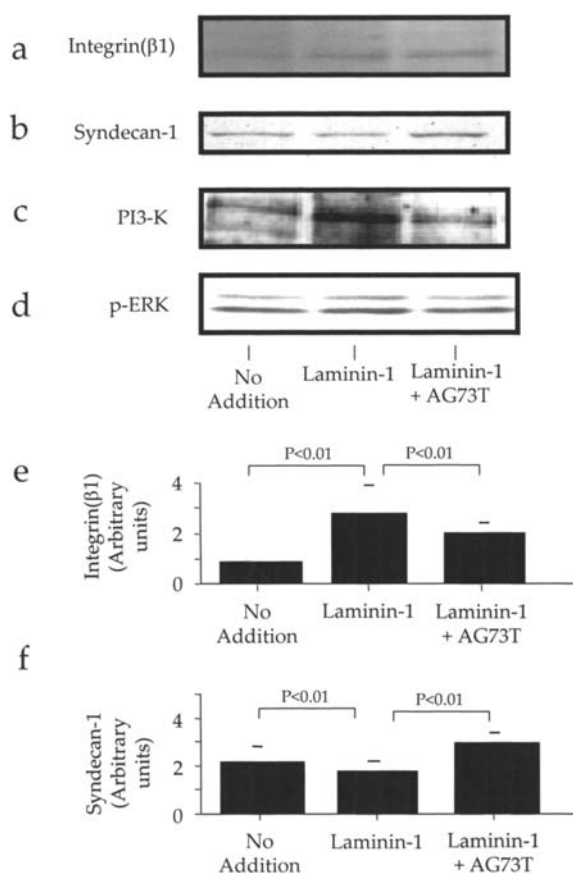 a
Integrin(β1)
b
Syndecan-1
c
PI3-K
d
p-ERK
No Addition
Laminin-1
Laminin-1 + AG73T
e
P<0.01
P<0.01
Integrin(β1) (Arbitrary units)
4
2
0
No Addition
Laminin-1
Laminin-1 + AG73T
f
P<0.01
P<0.01
Syndecan-1 (Arbitrary units)
4
2
0
No Addition
Laminin-1
Laminin-1 + AG73T